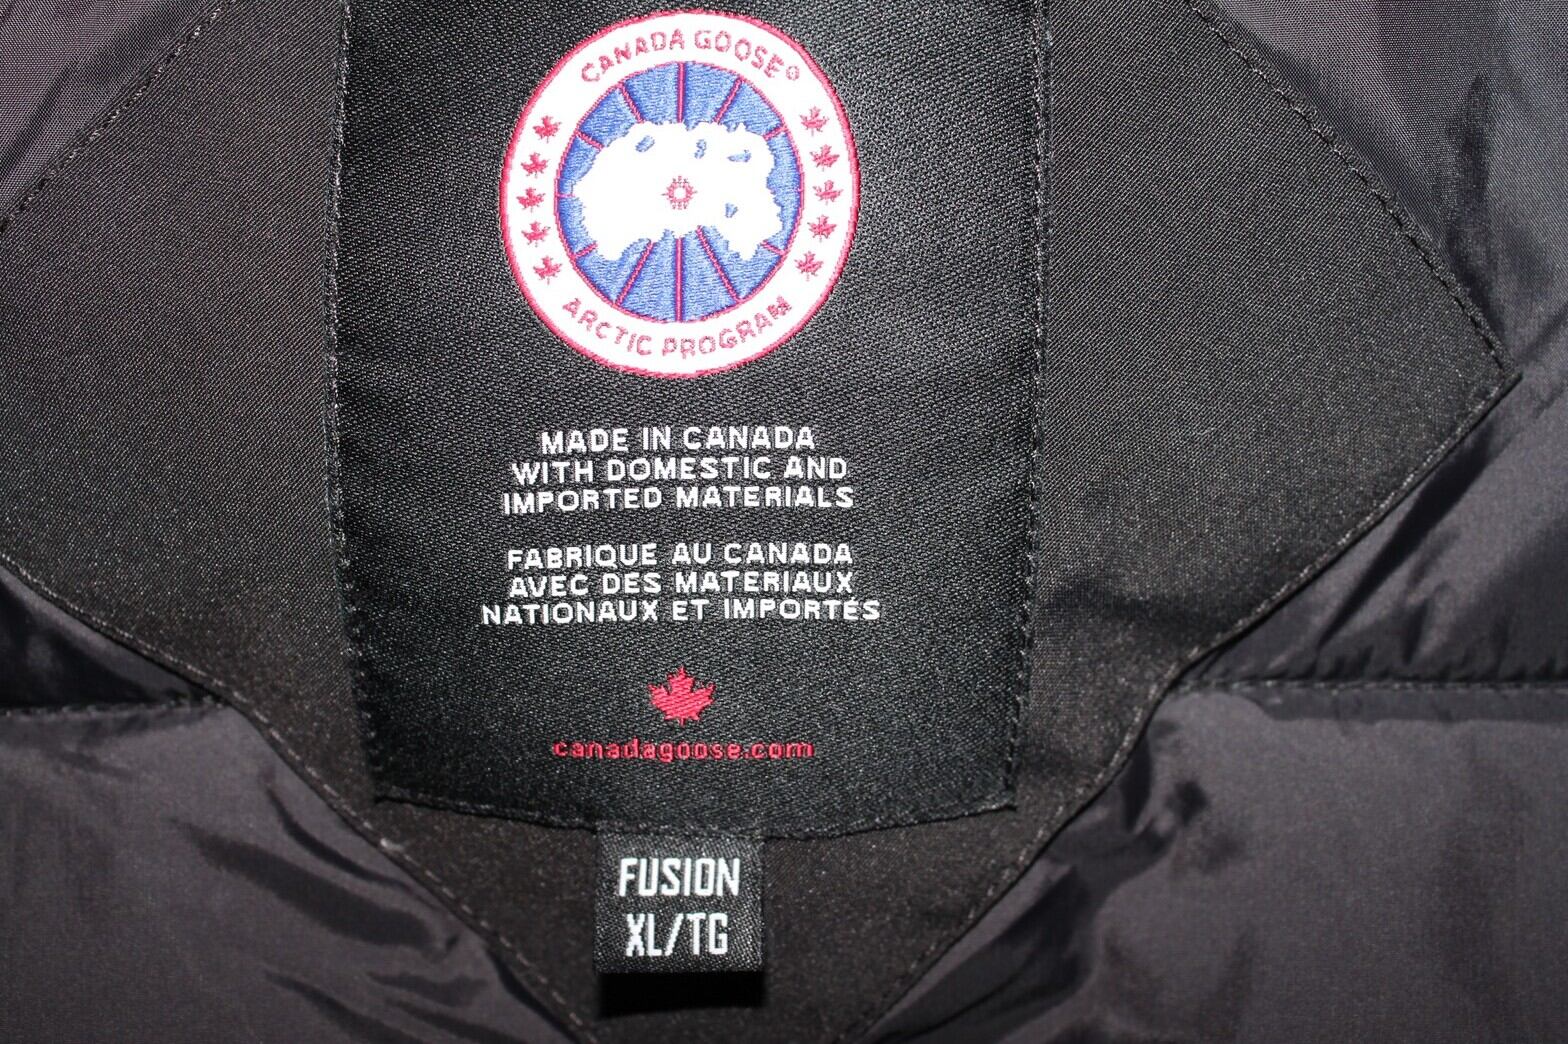 CANADA GOOSE®
ARCTIC PROGRAM
MADE IN CANADA
WITH DOMESTIC AND
IMPORTED MATERIALS
FABRIQUE AU CANADA
AVEC DES MATERIAUX
NATIONAUX ET IMPORTÉS
canadagoose.com
FUSION
XL/TG